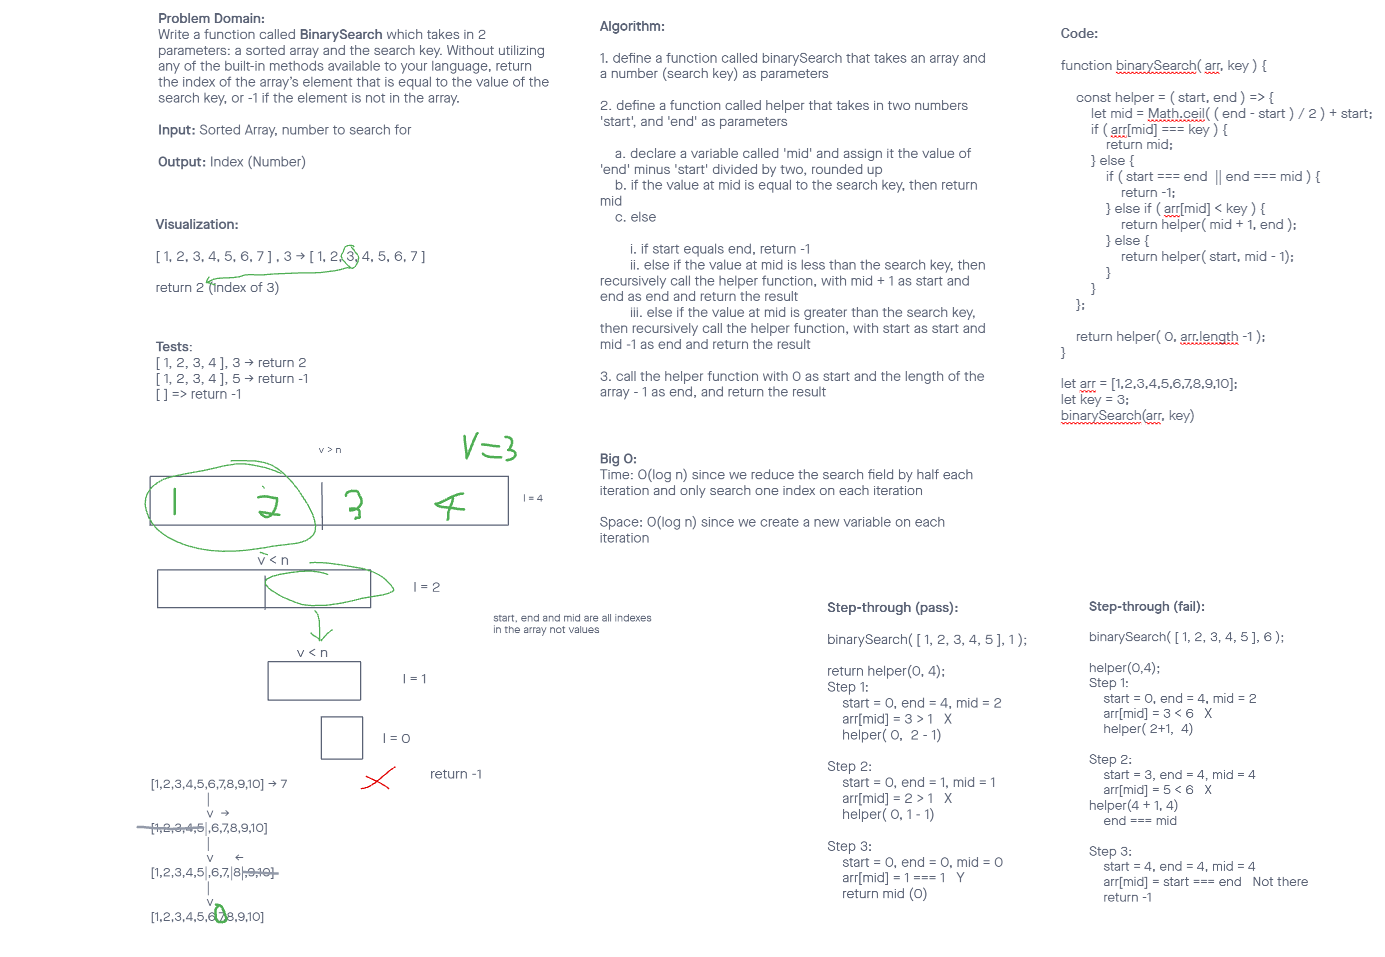 Problem Domain:
Write a function called BinarySearch which takes in 2
parameters: a sorted array and the search key. Without utilizing
any of the built-in methods available to your language, return
the index of the array's element that is equal to the value of the
search key, or -1 if the element is not in the array.
Input: Sorted Array, number to search for
Output: Index (Number)
Visualization:
[ 1, 2, 3, 4, 5, 6, 7 ] , 3 → [ 1, 2, 3, 4, 5, 6, 7 ]
return 2 (index of 3)
Tests:
[ 1, 2, 3, 4 ], 3 → return 2
[ 1, 2, 3, 4 ], 5 → return -1
[ ] => return -1
v > n
V=3
1 2 3 4
l = 4
v < n
l = 2
start, end and mid are all indexes
in the array not values
v < n
l = 1
l = 0
return -1
[1,2,3,4,5,6,7,8,9,10] → 7
|
v →
[1,2,3,4,5|,6,7,8,9,10]
|
v ←
[1,2,3,4,5|,6,7,|8|,9,10]
|
v
[1,2,3,4,5,6,7,8,9,10]
Algorithm:
1. define a function called binarySearch that takes an array and
a number (search key) as parameters
2. define a function called helper that takes in two numbers
'start', and 'end' as parameters
a. declare a variable called 'mid' and assign it the value of
'end' minus 'start' divided by two, rounded up
b. if the value at mid is equal to the search key, then return
mid
c. else
i. if start equals end, return -1
ii. else if the value at mid is less than the search key, then
recursively call the helper function, with mid + 1 as start and
end as end and return the result
iii. else if the value at mid is greater than the search key,
then recursively call the helper function, with start as start and
mid -1 as end and return the result
3. call the helper function with 0 as start and the length of the
array - 1 as end, and return the result
Big O:
Time: O(log n) since we reduce the search field by half each
iteration and only search one index on each iteration
Space: O(log n) since we create a new variable on each
iteration
Code:
function binarySearch( arr, key ) {
const helper = ( start, end ) => {
let mid = Math.ceil( ( end - start ) / 2 ) + start;
if ( arr[mid] === key ) {
return mid;
} else {
if ( start === end || end === mid ) {
return -1;
} else if ( arr[mid] < key ) {
return helper( mid + 1, end );
} else {
return helper( start, mid - 1);
}
}
};
return helper( 0, arr.length -1 );
}
let arr = [1,2,3,4,5,6,7,8,9,10];
let key = 3;
binarySearch(arr, key)
Step-through (pass):
binarySearch( [ 1, 2, 3, 4, 5 ], 1 );
return helper(0, 4);
Step 1:
start = 0, end = 4, mid = 2
arr[mid] = 3 > 1 X
helper( 0, 2 - 1)
Step 2:
start = 0, end = 1, mid = 1
arr[mid] = 2 > 1 X
helper( 0, 1 - 1)
Step 3:
start = 0, end = 0, mid = 0
arr[mid] = 1 === 1 Y
return mid (0)
Step-through (fail):
binarySearch( [ 1, 2, 3, 4, 5 ], 6 );
helper(0,4);
Step 1:
start = 0, end = 4, mid = 2
arr[mid] = 3 < 6 X
helper( 2+1, 4)
Step 2:
start = 3, end = 4, mid = 4
arr[mid] = 5 < 6 X
helper(4 + 1, 4)
end === mid
Step 3:
start = 4, end = 4, mid = 4
arr[mid] = start === end Not there
return -1